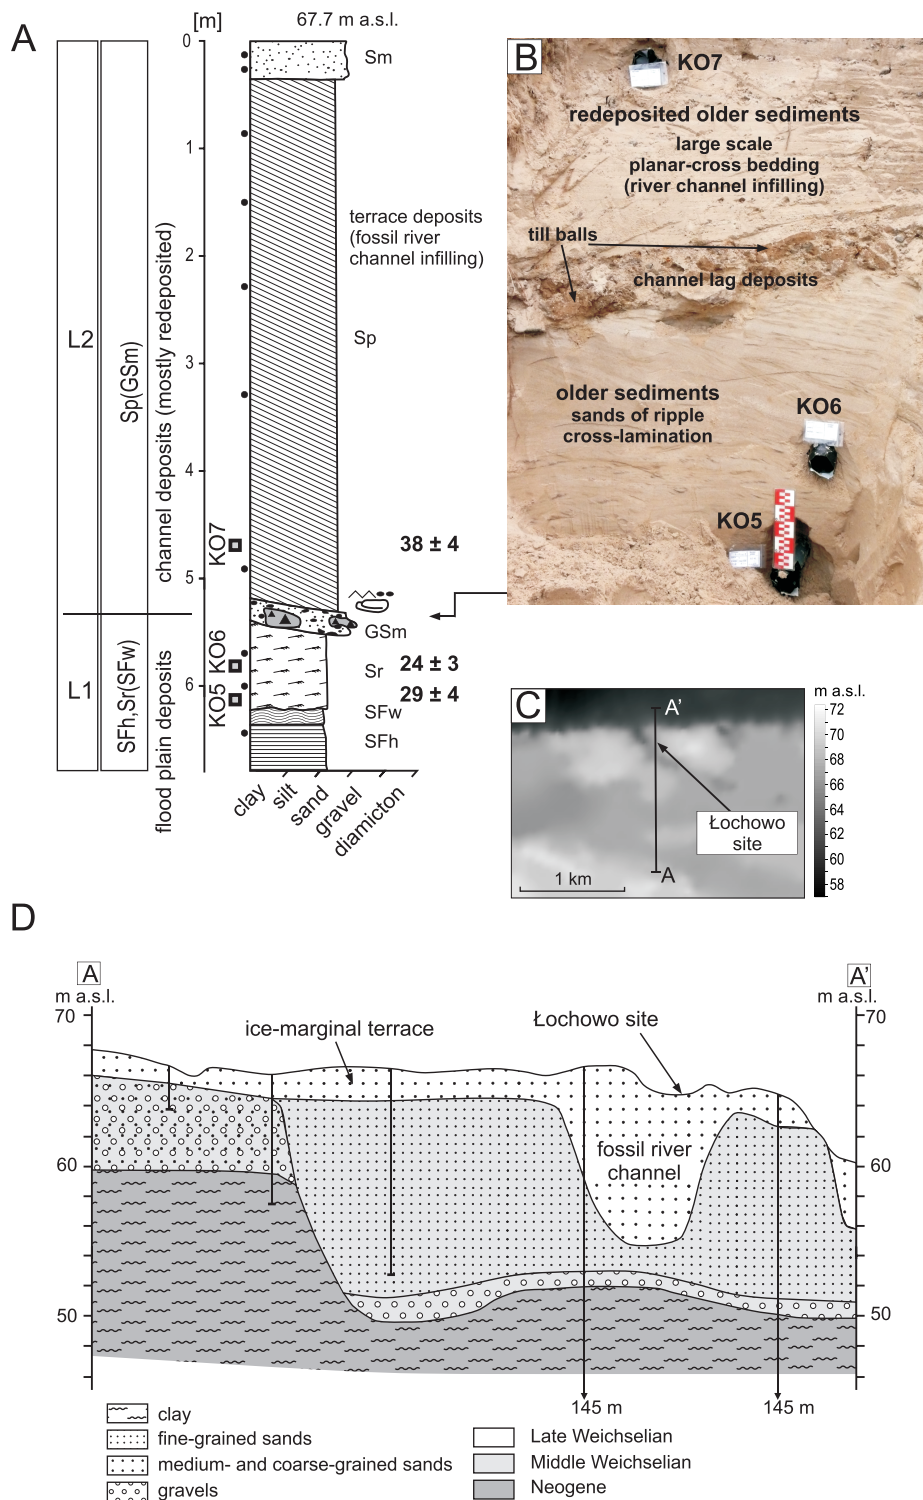 A
[m]
67.7 m a.s.l.
0
1
2
3
4
5
6
L2
L1
Sp(GSm)
SFh,Sr(SFw)
channel deposits (mostly redeposited)
flood plain deposits
KO7
KO6
KO5
Sm
terrace deposits
(fossil river
channel infilling)
Sp
38 ± 4
GSm
24 ± 3
Sr
29 ± 4
SFw
SFh
clay
silt
sand
gravel
diamicton
B
KO7
redeposited older sediments
large scale
planar-cross bedding
(river channel infilling)
till balls
channel lag deposits
older sediments
sands of ripple
cross-lamination
KO6
KO5
C
A'
A
Łochowo
site
1 km
m a.s.l.
72
70
68
66
64
62
60
58
D
A
m a.s.l.
A'
m a.s.l.
70
60
50
70
60
50
ice-marginal terrace
Łochowo site
fossil river
channel
145 m
145 m
clay
fine-grained sands
medium- and coarse-grained sands
gravels
Late Weichselian
Middle Weichselian
Neogene